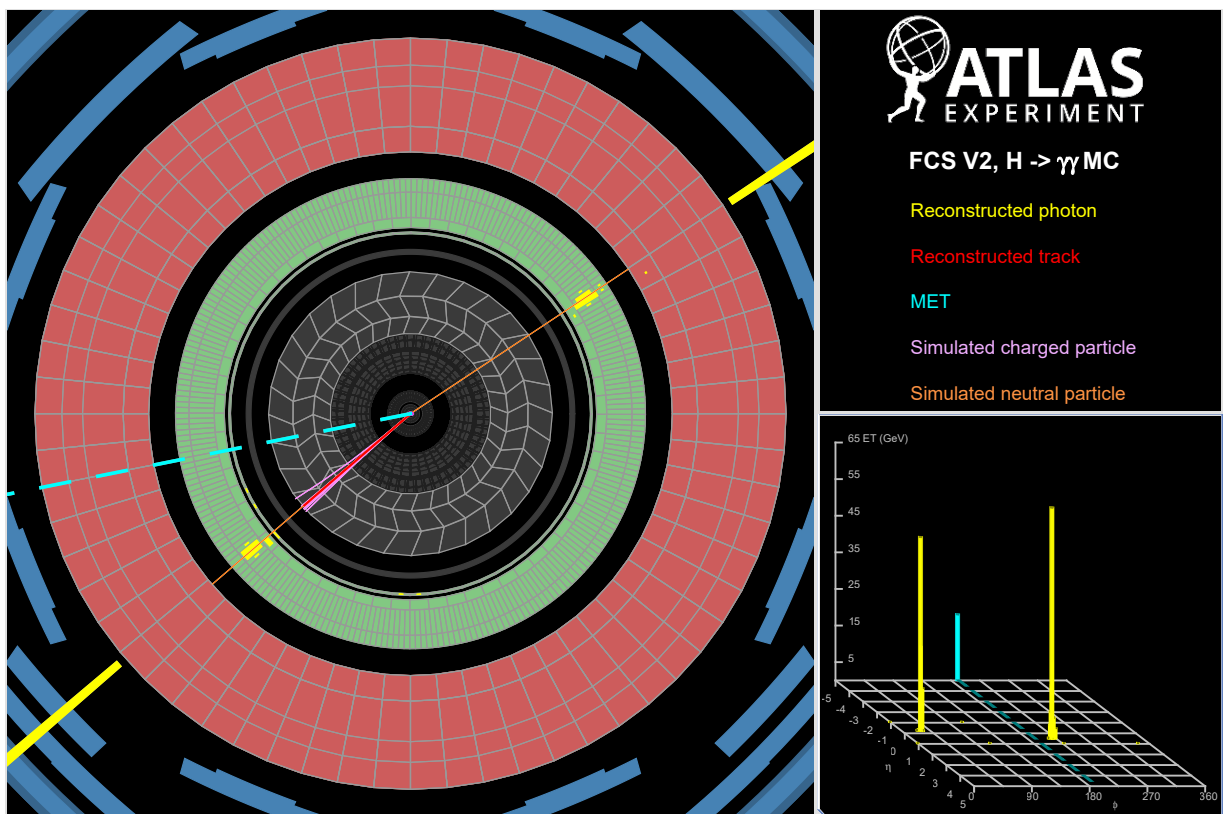 ATLAS
EXPERIMENT
FCS V2, H -> γγ MC
Reconstructed photon
Reconstructed track
MET
Simulated charged particle
Simulated neutral particle
65 ET (GeV)
55
45
35
25
15
5
-5
-4
-3
-2
-1
0
1
2
3
4
5
η
0
90
180
270
360
ϕ